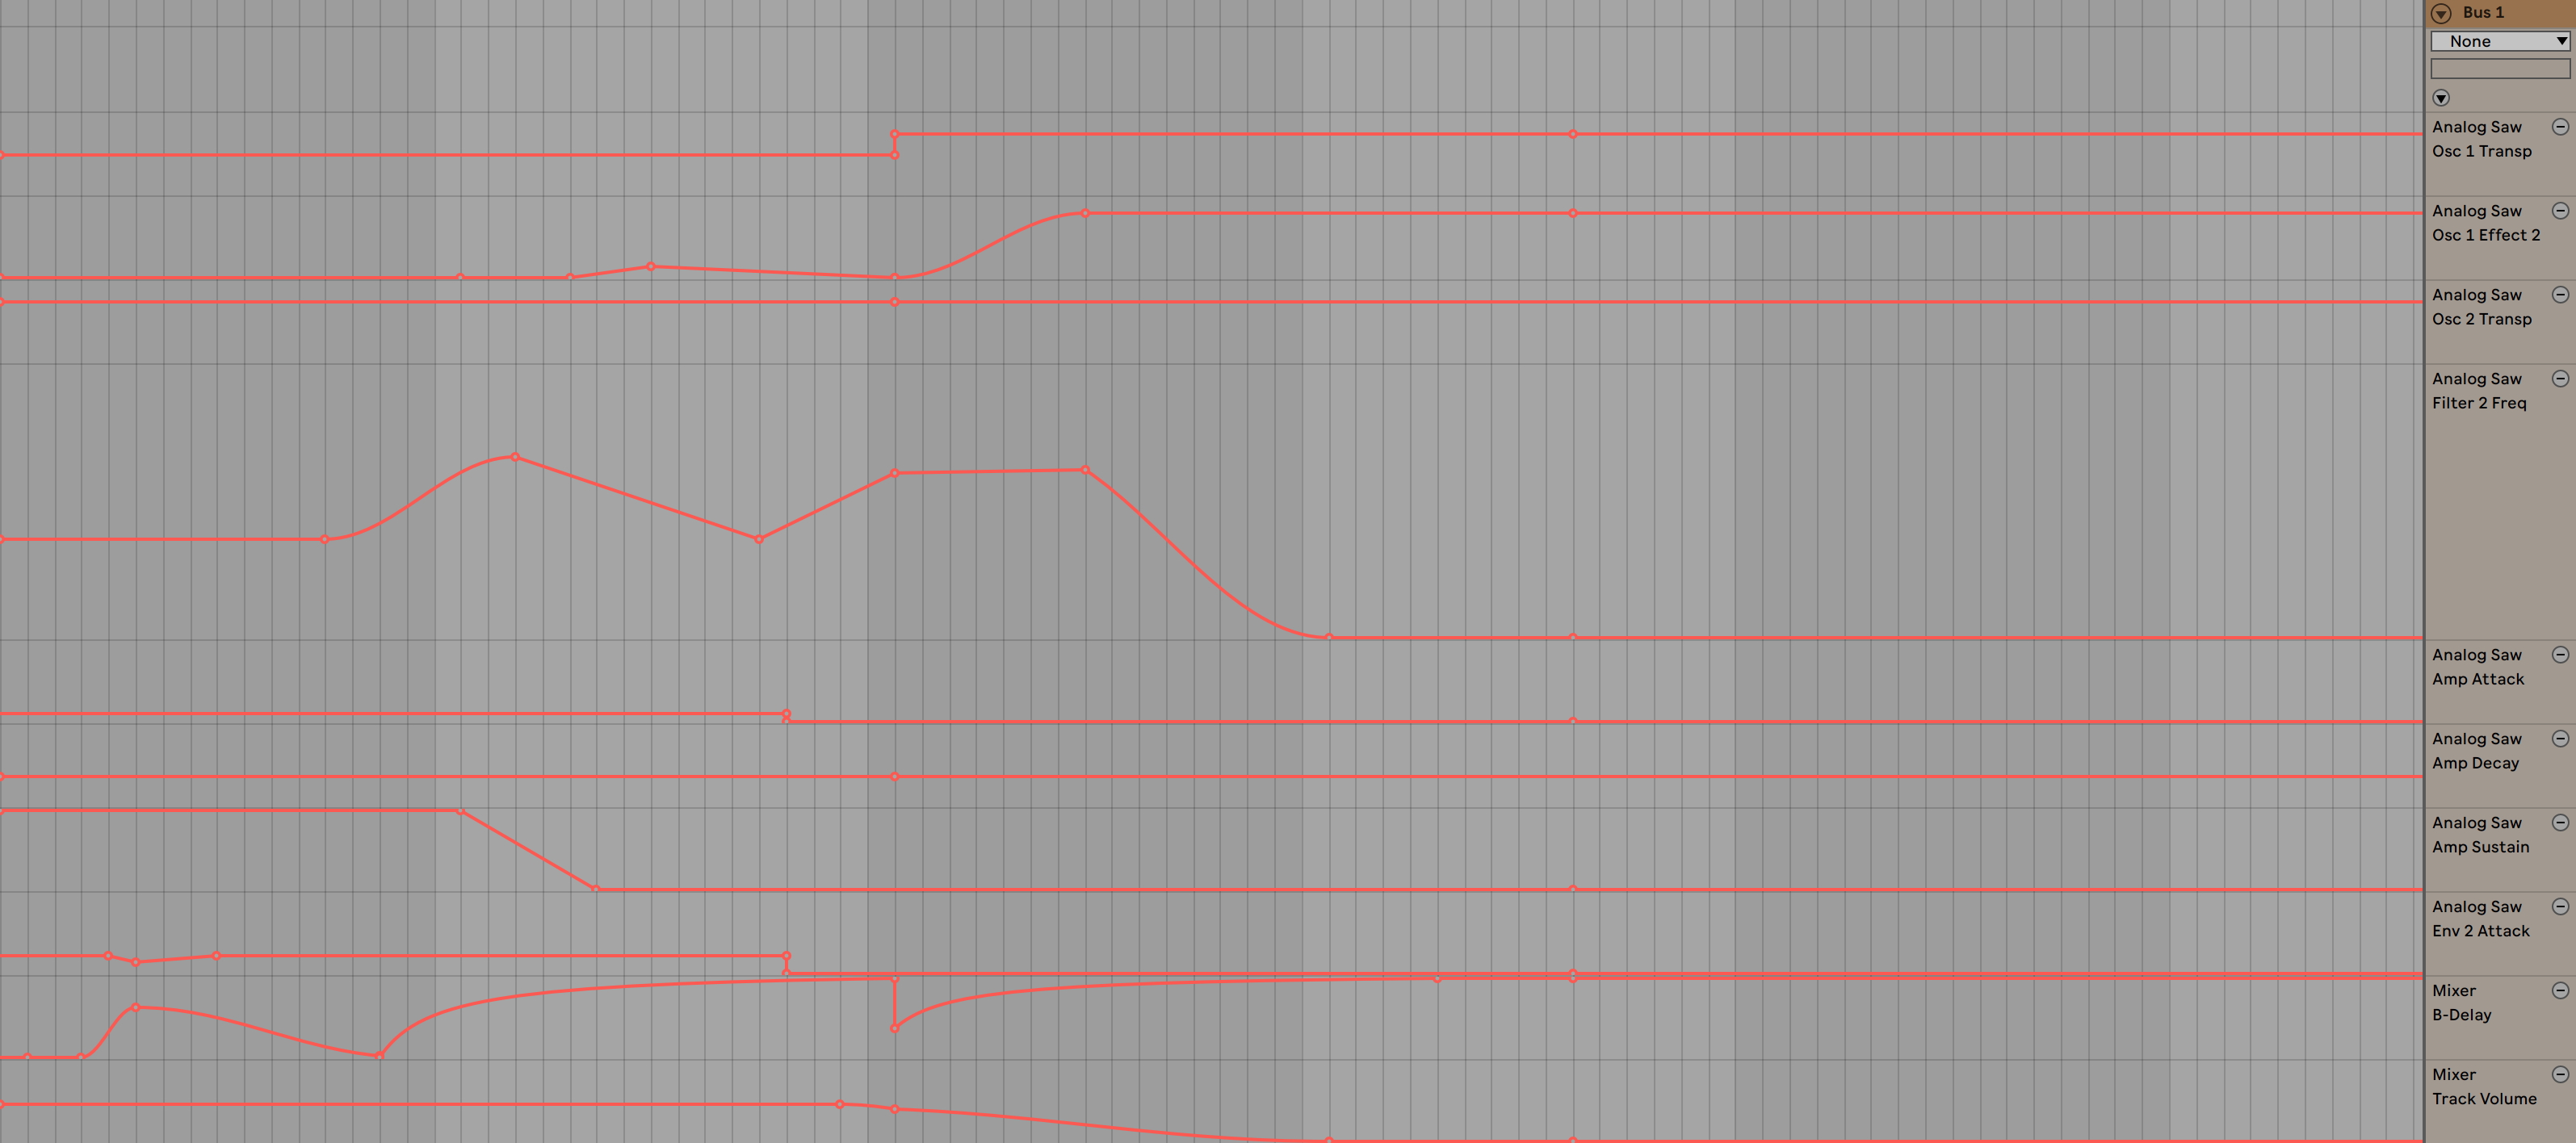 Bus 1
None
Analog Saw
Osc 1 Transp
Analog Saw
Osc 1 Effect 2
Analog Saw
Osc 2 Transp
Analog Saw
Filter 2 Freq
Analog Saw
Amp Attack
Analog Saw
Amp Decay
Analog Saw
Amp Sustain
Analog Saw
Env 2 Attack
Mixer
B-Delay
Mixer
Track Volume